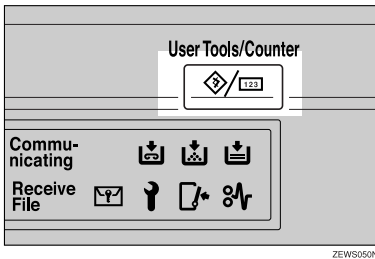 User Tools/Counter
123
Commu-
nicating
Receive
File
ZEWS050N